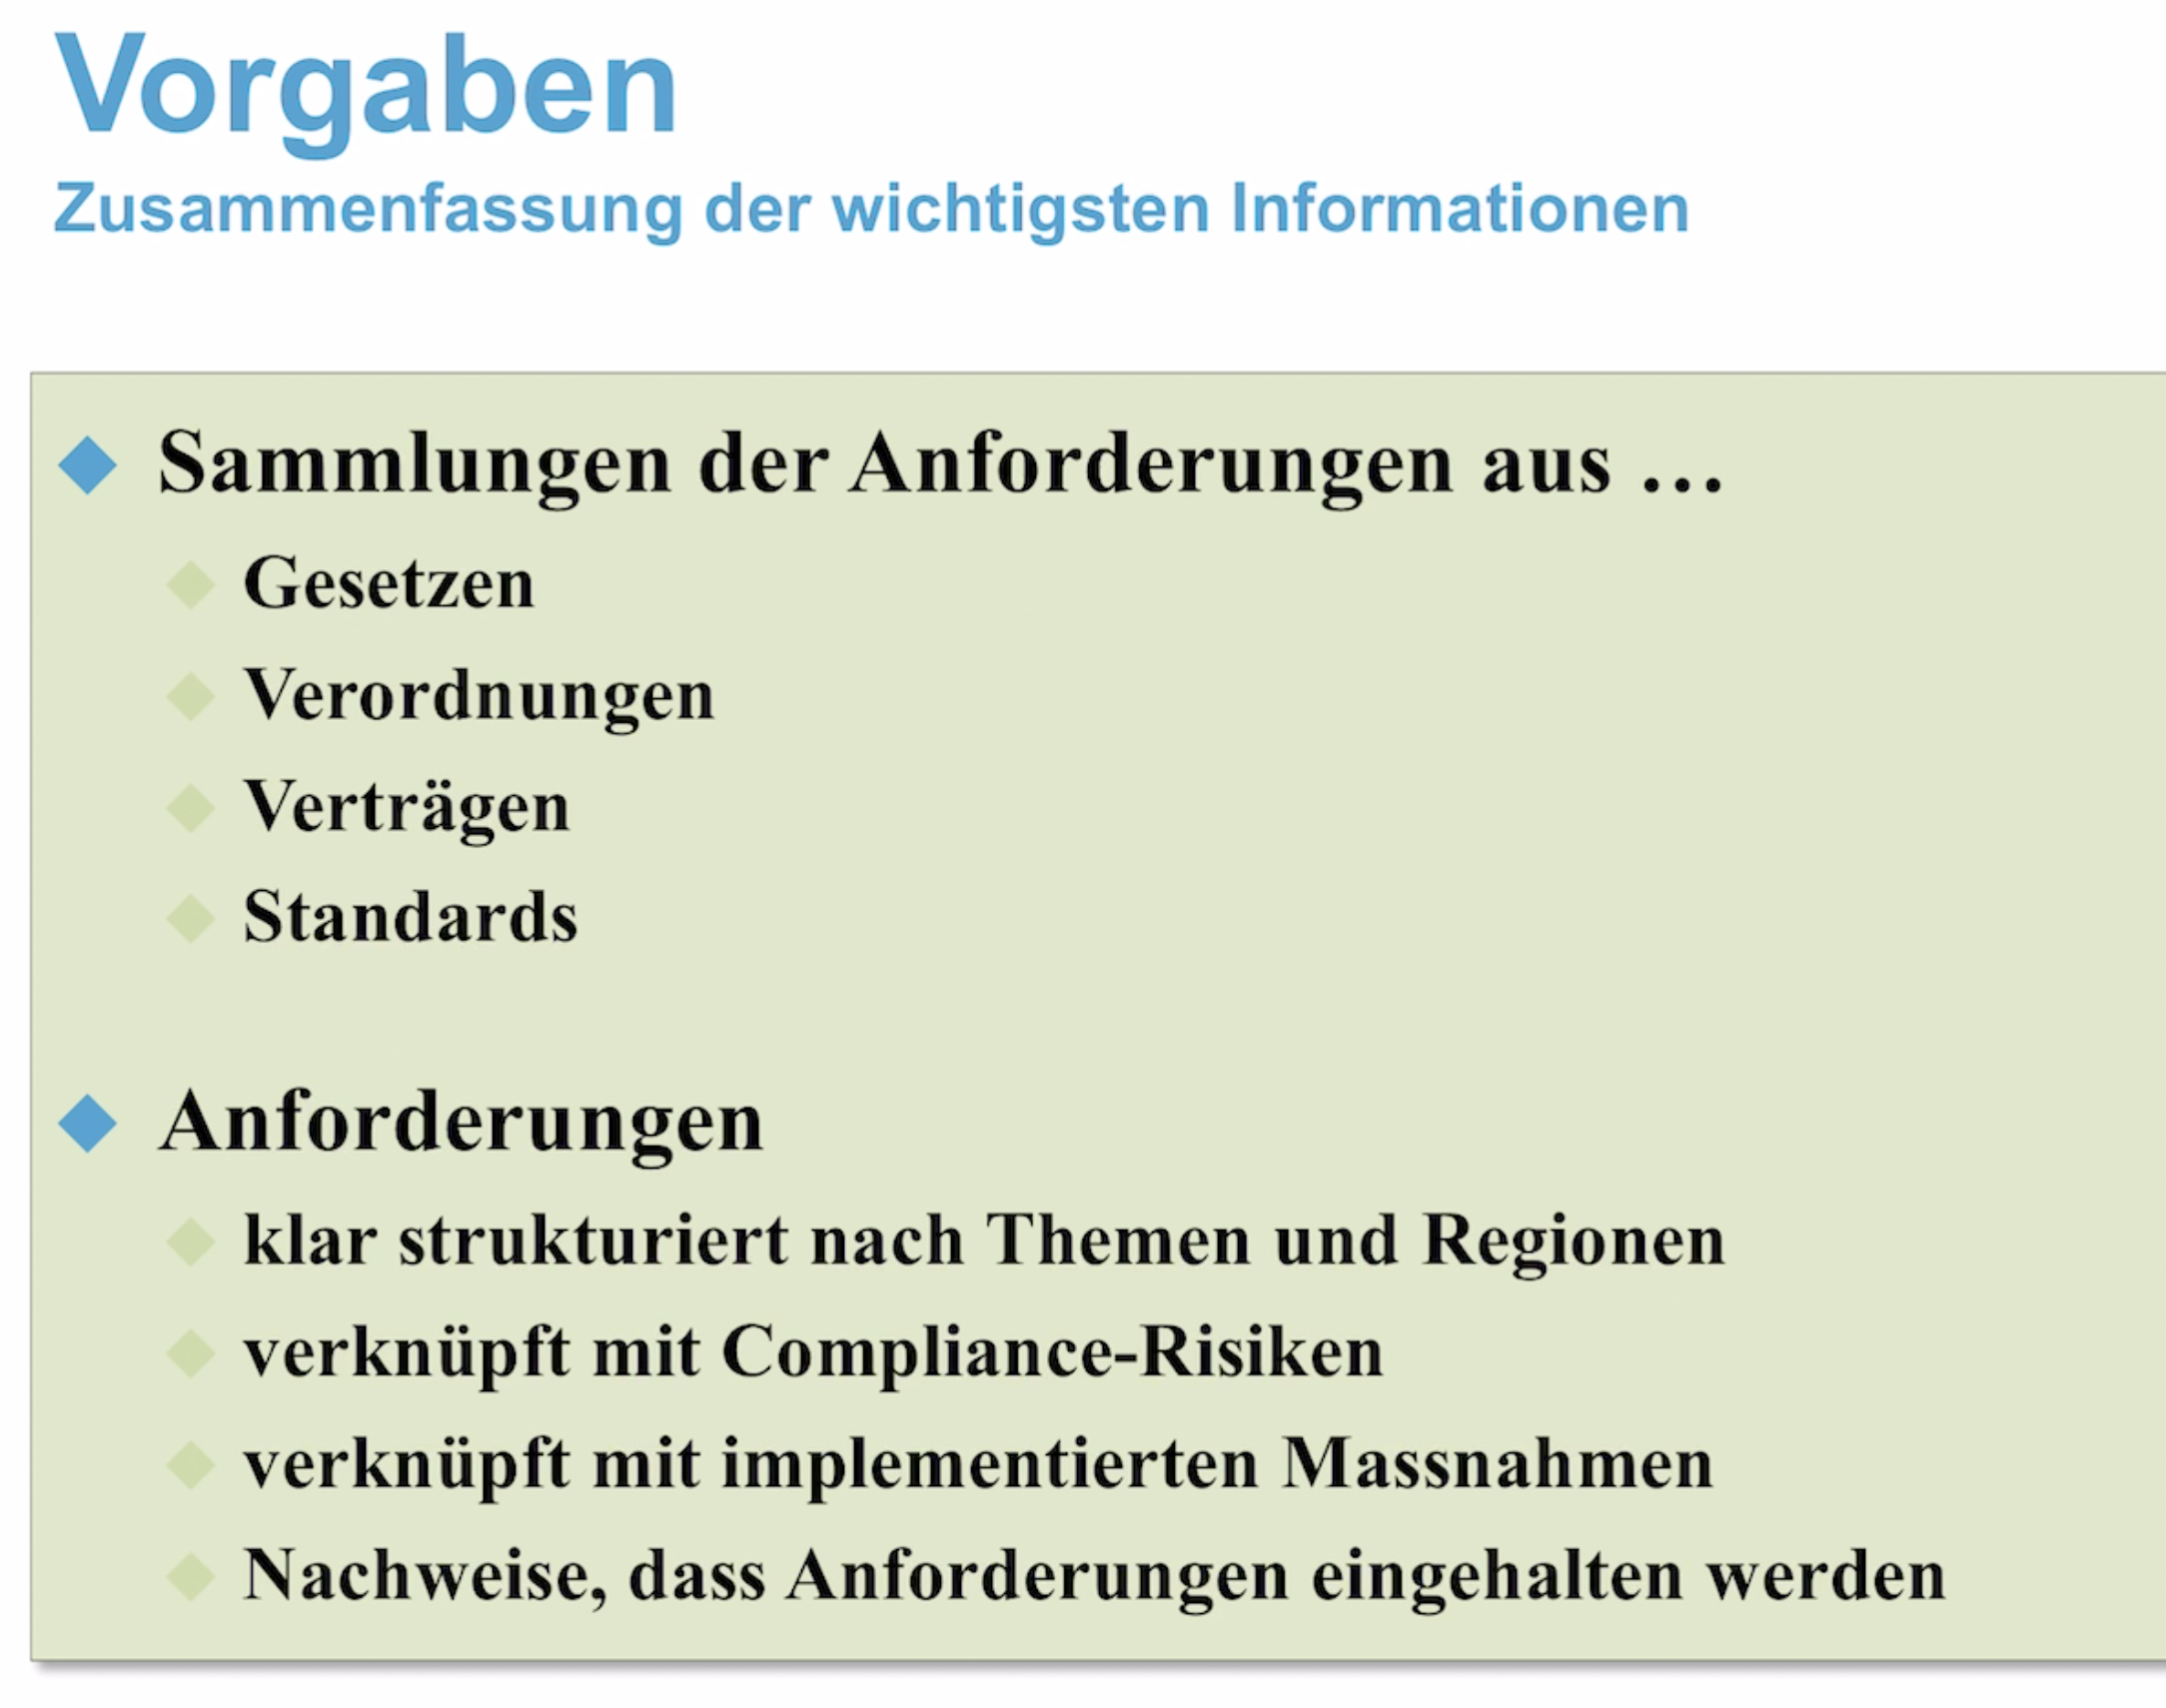 Vorgaben
Zusammenfassung der wichtigsten Informationen
Sammlungen der Anforderungen aus …
Gesetzen
Verordnungen
Verträgen
Standards
Anforderungen
klar strukturiert nach Themen und Regionen
verknüpft mit Compliance-Risiken
verknüpft mit implementierten Massnahmen
Nachweise, dass Anforderungen eingehalten werden